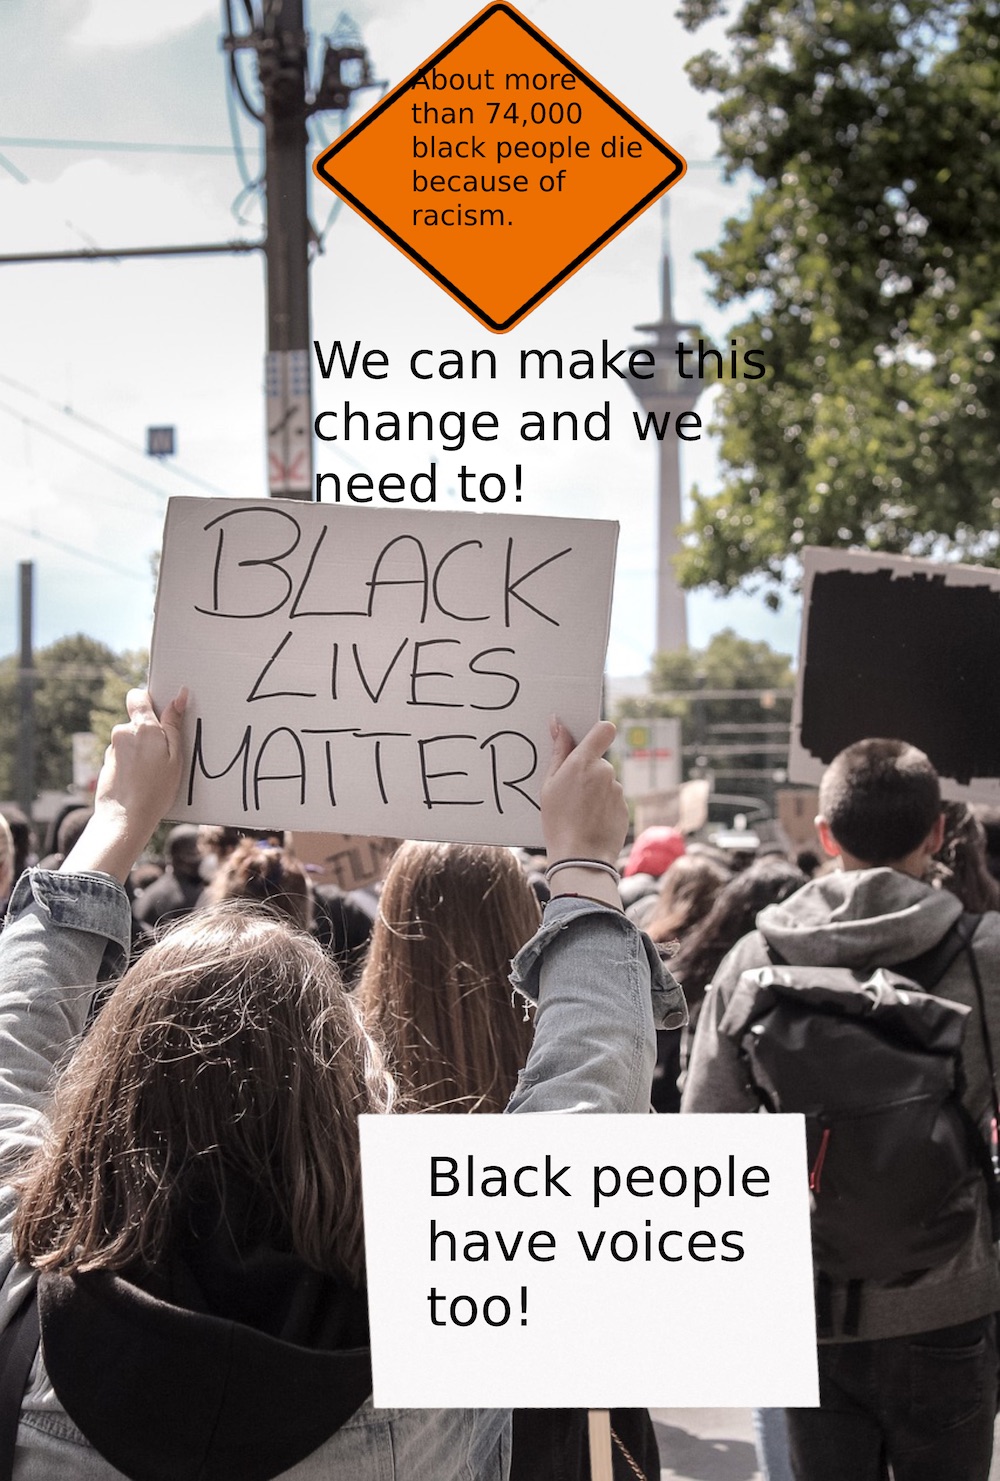 About more
than 74,000
black people die
because of
racism.
We can make this
change and we
need to!
BLACK
LIVES
MATTER
Black people
have voices
too!